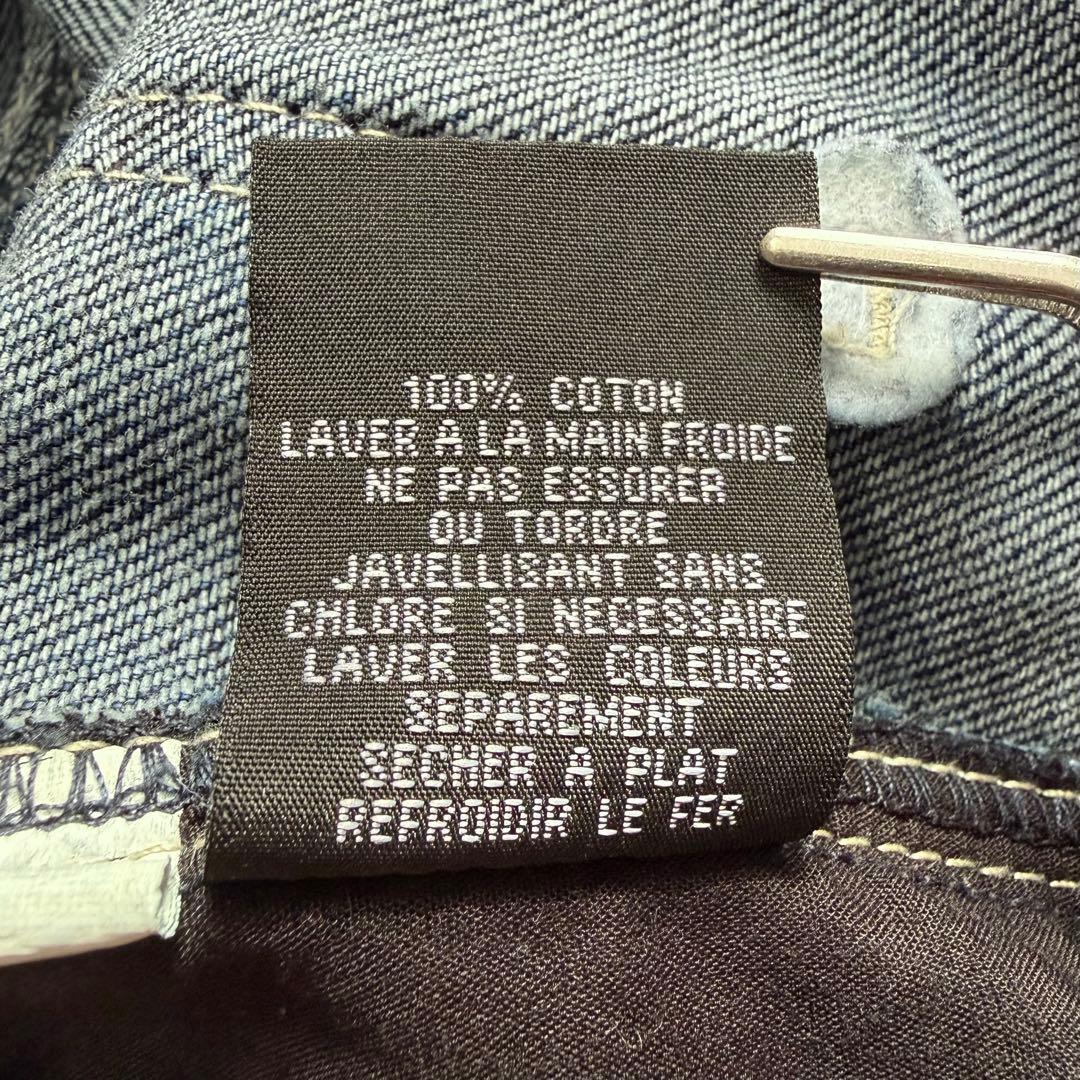 100% COTON
LAVER A LA MAIN FROIDE
NE PAS ESSORER
OU TORDRE
JAVELLISANT SANS
CHLORE SI NECESSAIRE
LAVER LES COLEURS
SEPAREMENT
SECHER A PLAT
REFROIDIR LE FER